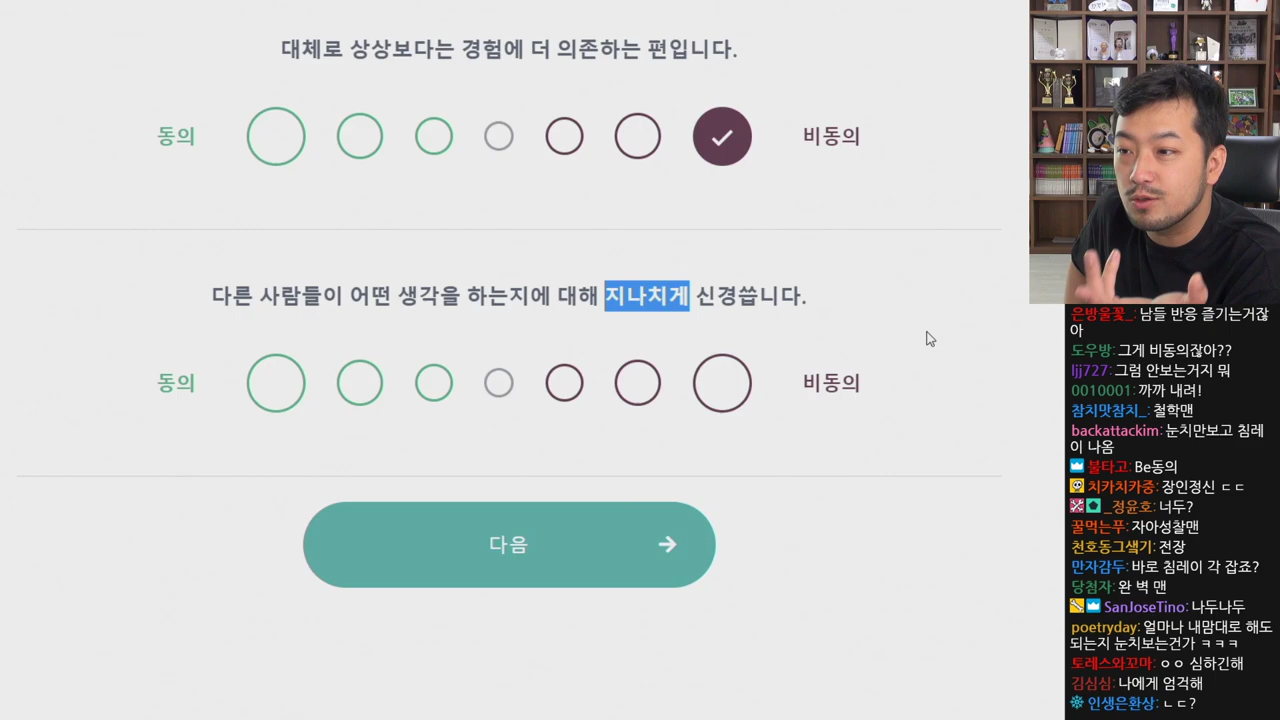 대체로 상상보다는 경험에 더 의존하는 편입니다.
동의
비동의
다른 사람들이 어떤 생각을 하는지에 대해 지나치게 신경씁니다.
동의
비동의
다음
은방울꽃_: 남들 반응 즐기는거잖
아
도우방: 그게 비동의잖아??
ljj727: 그럼 안보는거지 뭐
0010001: 까까 내려!
참치맛참치_: 철학맨
backattackim: 눈치만보고 침레
이 나옴
불타고: Be동의
치카치카중: 장인정신 ㄷㄷ
_정윤호: 너두?
꿀먹는푸: 자아성찰맨
천호동그샠기: 전장
만자감두: 바로 침레이 각 잡죠?
당첨자: 완 벽 맨
SanJoseTino: 나두나두
poetryday: 얼마나 내맘대로 해도
되는지 눈치보는건가 ㅋㅋㅋ
토레스와꼬마: ㅇㅇ 심하긴해
김심심: 나에게 엄걱해
인생은환상: ㄴㄷ?